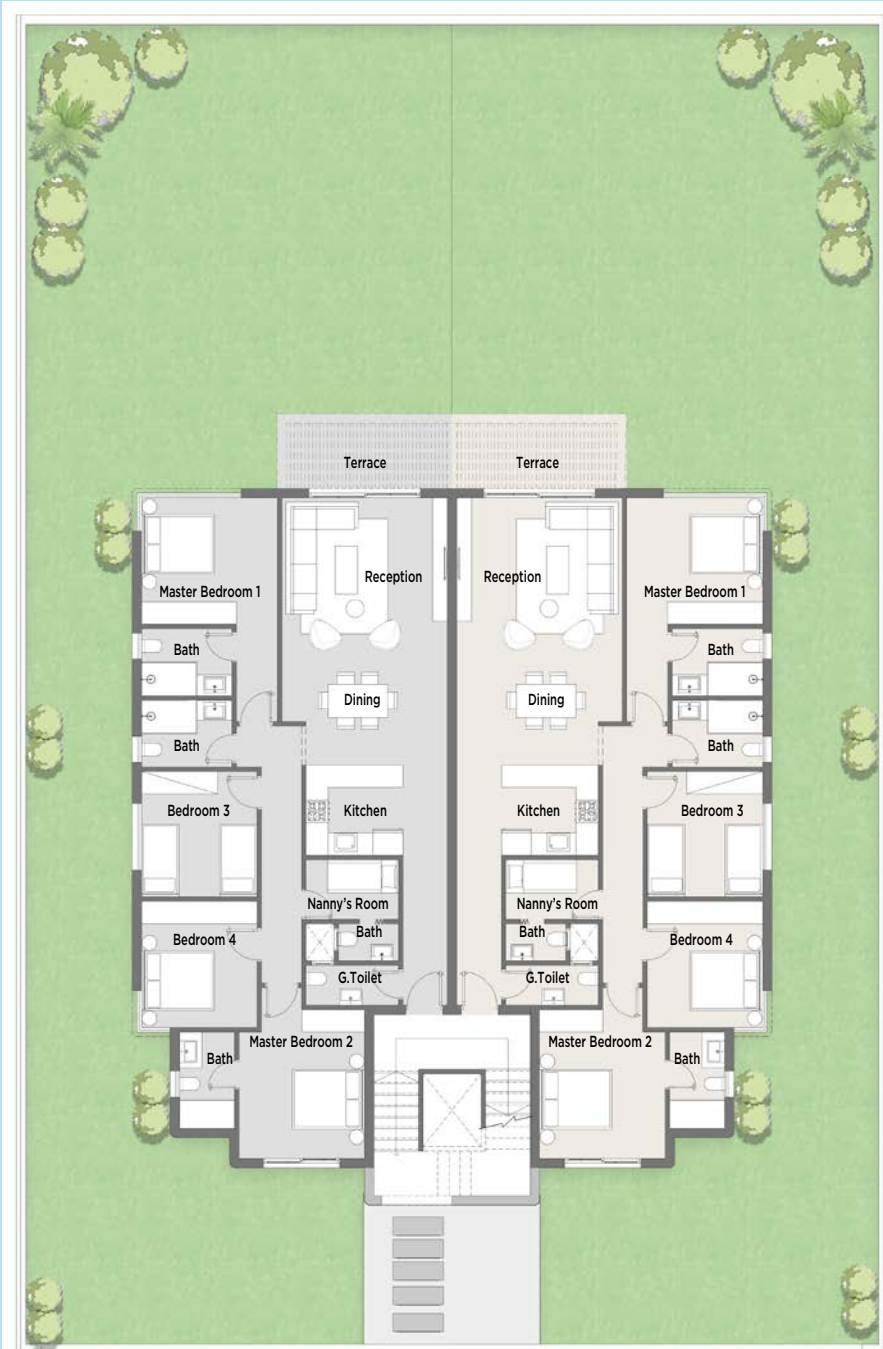 Terrace
Terrace
Reception
Reception
Master Bedroom 1
Master Bedroom 1
Bath
Bath
Dining
Dining
Bath
Bath
Bedroom 3
Kitchen
Kitchen
Bedroom 3
Nanny's Room
Nanny's Room
Bath
Bath
Bedroom 4
Bedroom 4
G.Toilet
G.Toilet
Master Bedroom 2
Master Bedroom 2
Bath
Bath